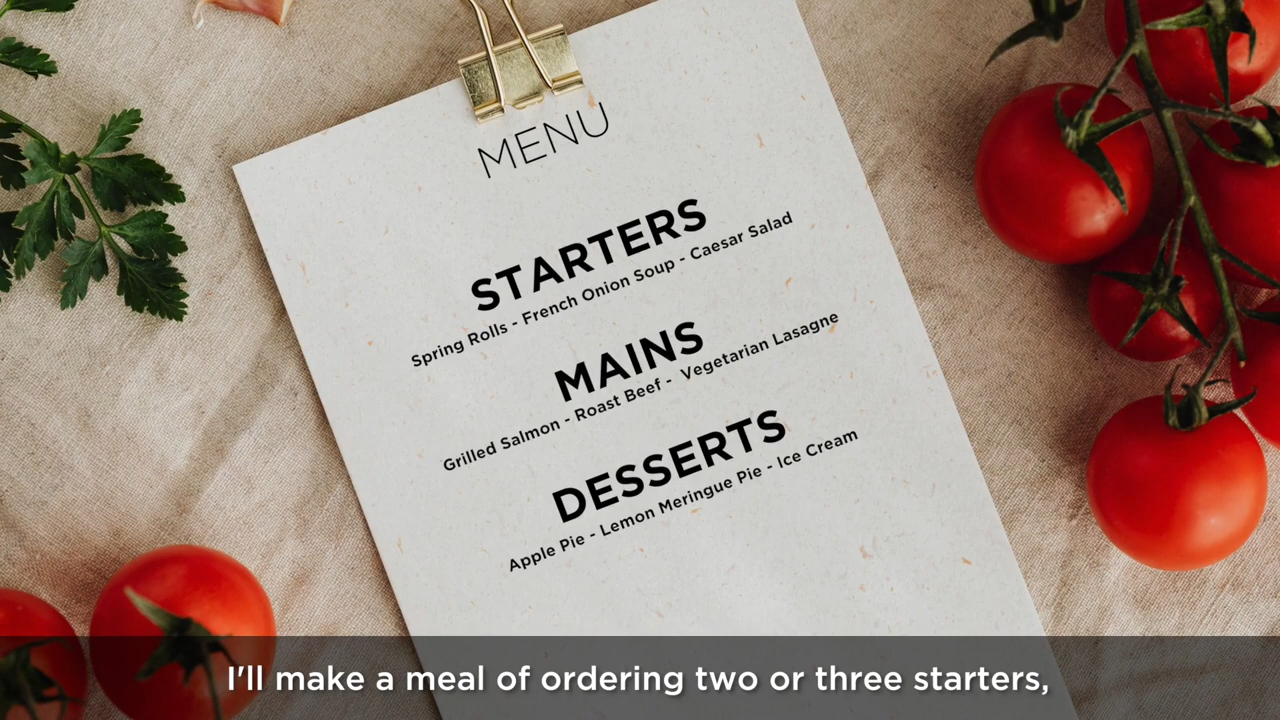 MENU
STARTERS
Spring Rolls - French Onion Soup - Caesar Salad
MAINS
Grilled Salmon - Roast Beef - Vegetarian Lasagne
DESSERTS
Apple Pie - Lemon Meringue Pie - Ice Cream
I'll make a meal of ordering two or three starters,